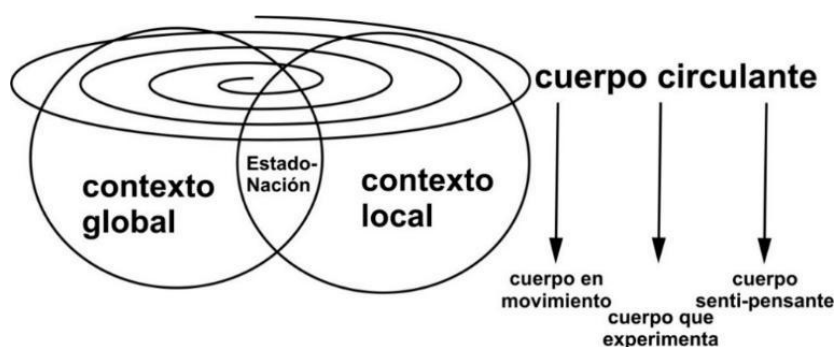 cuerpo circulante
Estado-
Nación
contexto
global
contexto
local
cuerpo en
movimiento
cuerpo que
experimenta
cuerpo
senti-pensante